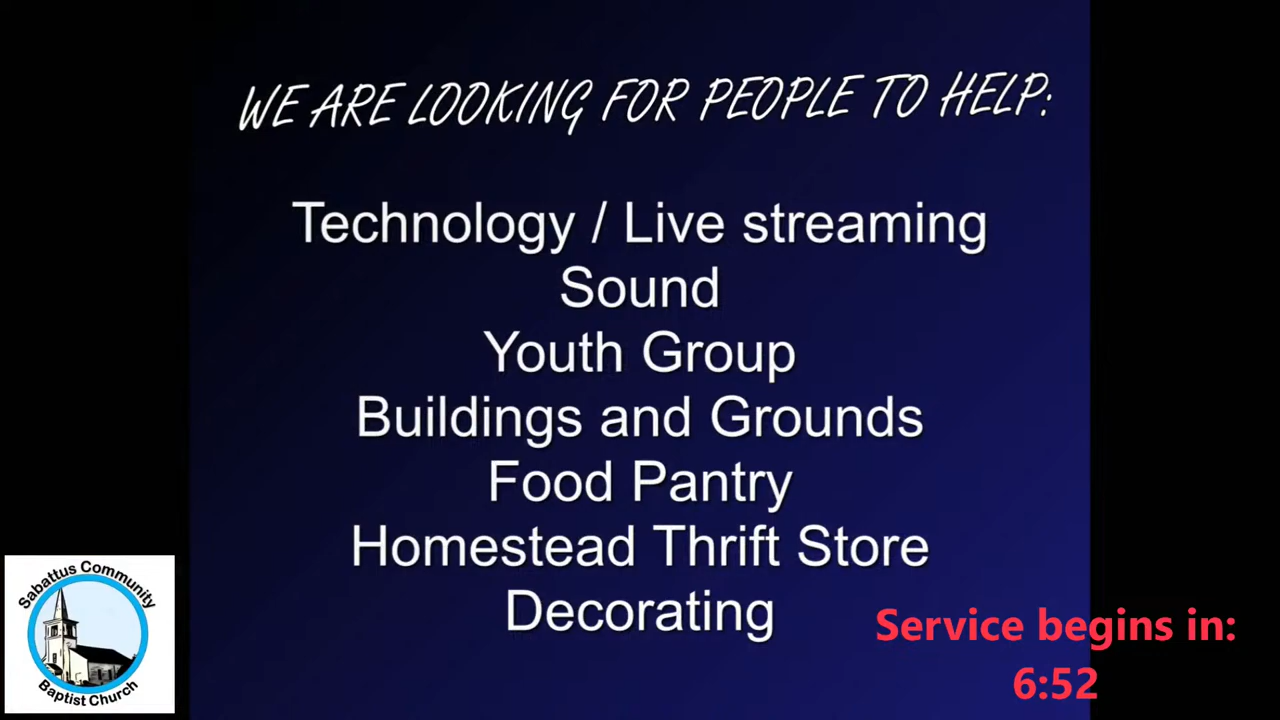 WE ARE LOOKING FOR PEOPLE TO HELP:
Technology / Live streaming
Sound
Youth Group
Buildings and Grounds
Food Pantry
Homestead Thrift Store
Decorating
Sabattus Community
Baptist Church
Service begins in:
6:52